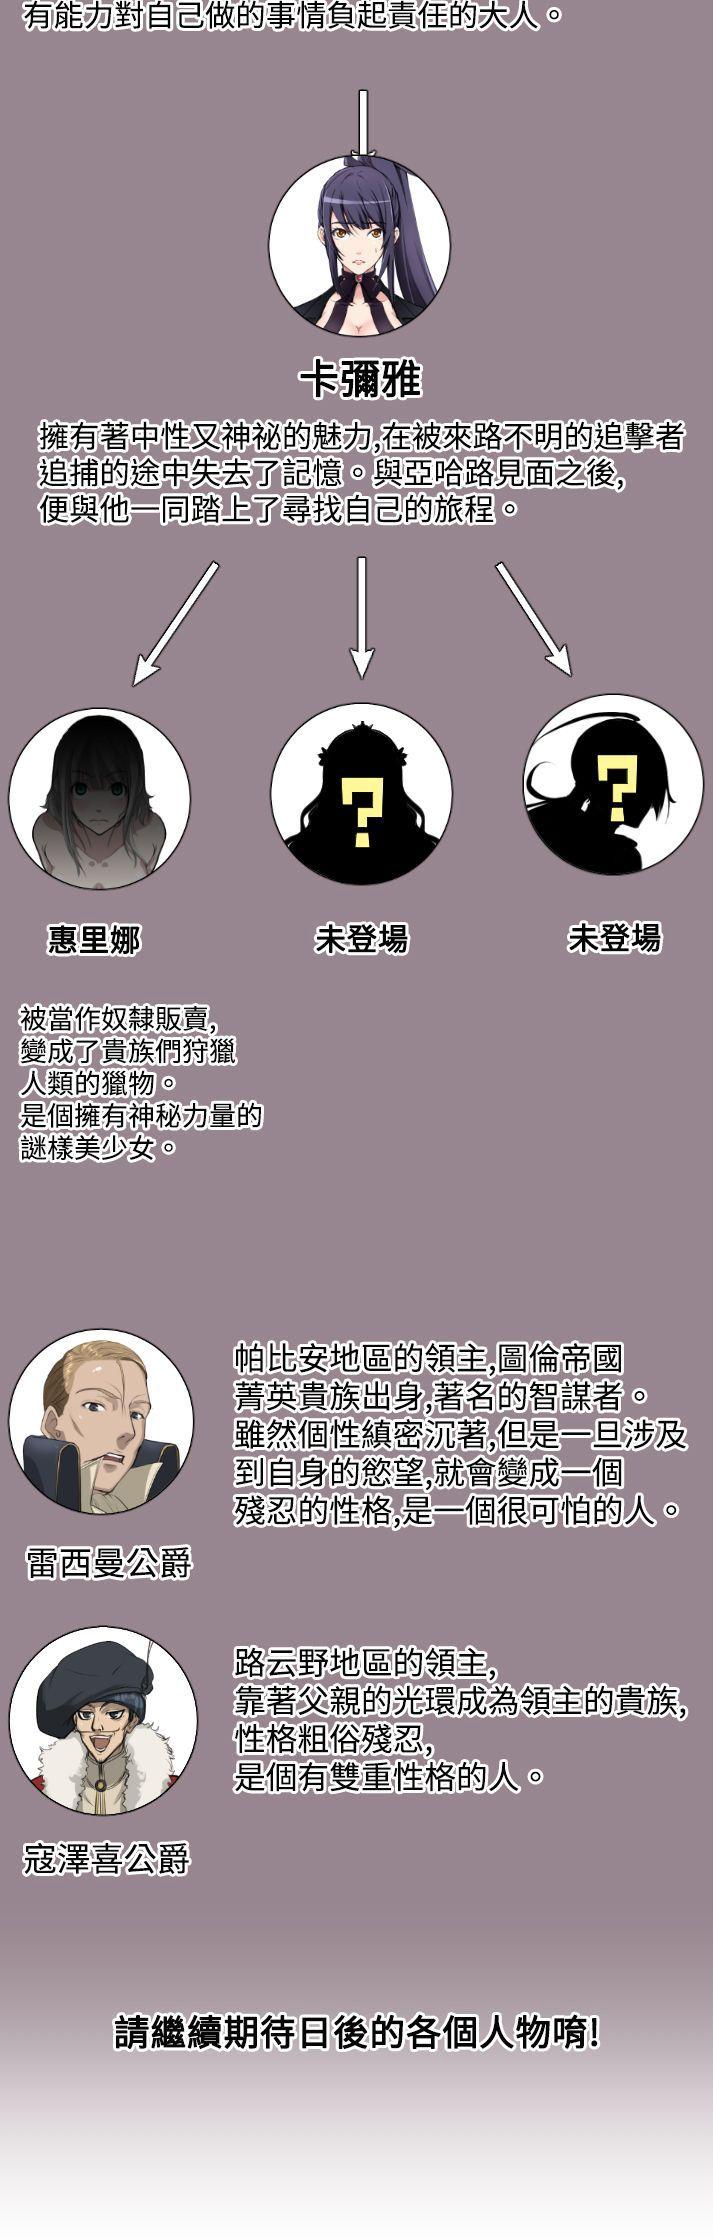 有能力對自己做的事情負起責任的大人。
卡彌雅
擁有著中性又神祕的魅力,在被來路不明的追擊者
追捕的途中失去了記憶。與亞哈路見面之後,
便與他一同踏上了尋找自己的旅程。
?
?
惠里娜
未登場
未登場
被當作奴隸販賣,
變成了貴族們狩獵
人類的獵物。
是個擁有神秘力量的
謎樣美少女。
帕比安地區的領主,圖倫帝國
菁英貴族出身,著名的智謀者。
雖然個性縝密沉著,但是一旦涉及
到自身的慾望,就會變成一個
殘忍的性格,是一個很可怕的人。
雷西曼公爵
路云野地區的領主,
靠著父親的光環成為領主的貴族,
性格粗俗殘忍,
是個有雙重性格的人。
寇澤喜公爵
請繼續期待日後的各個人物唷!